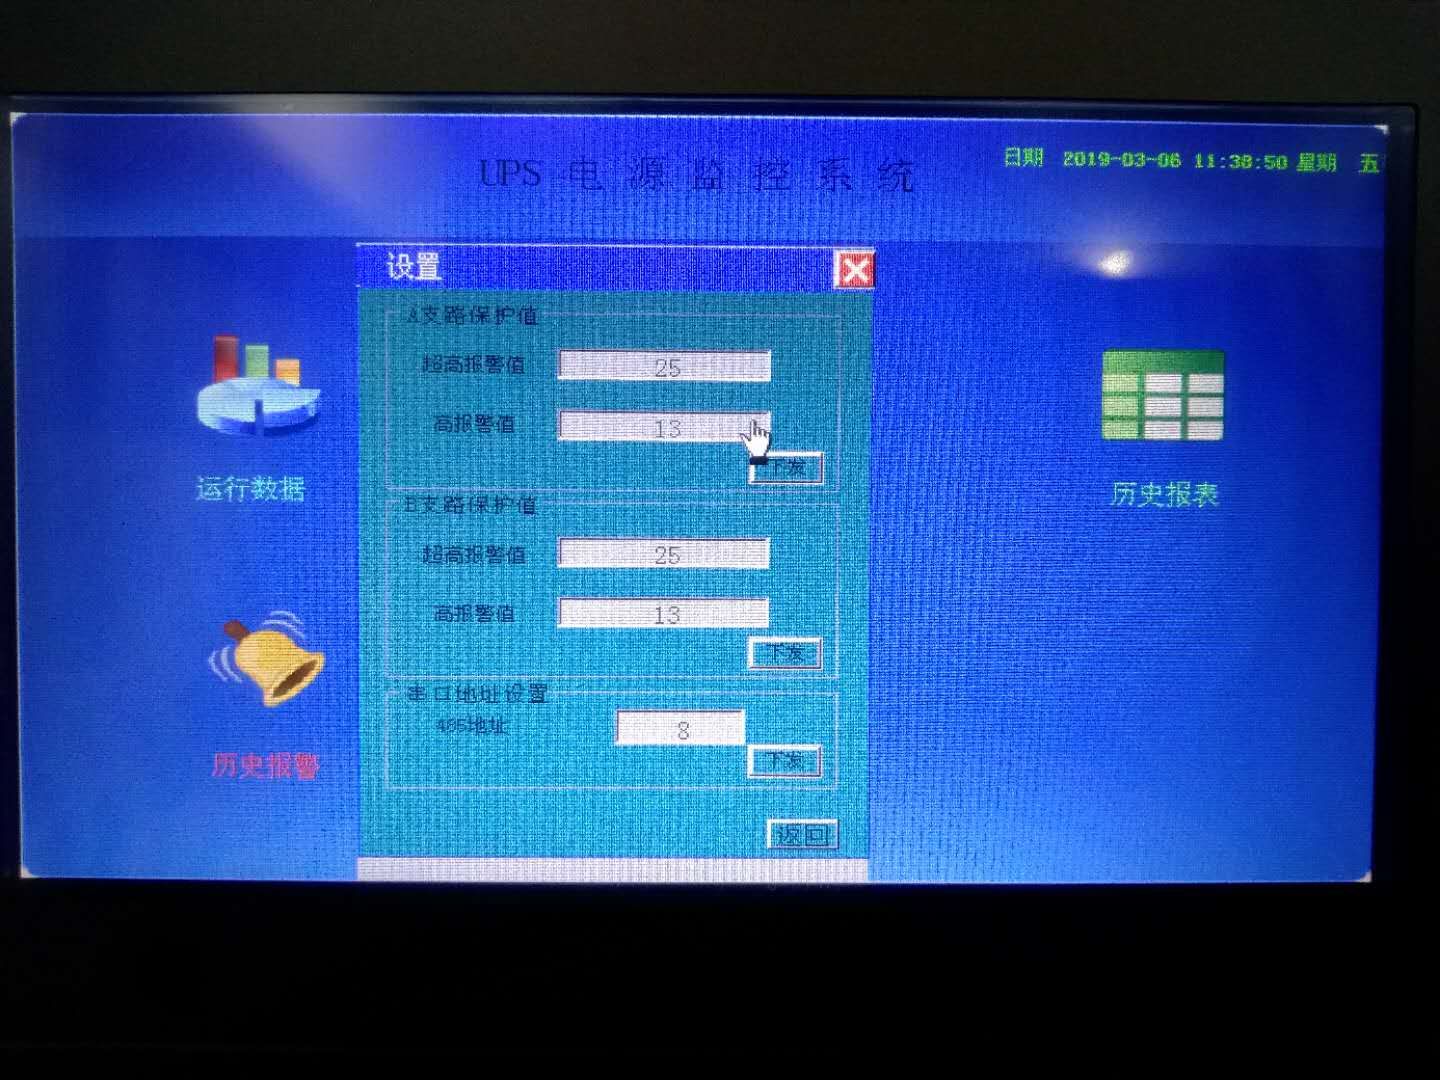 UPS 电源监控系统
日期 2019-03-06 11:38:50 星期 五
设置
A支路保护值
超高报警值 25
高报警值 13
下发
B支路保护值
超高报警值 25
高报警值 13
下发
串口地址设置
485地址 8
下发
返回
运行数据
历史报警
历史报表